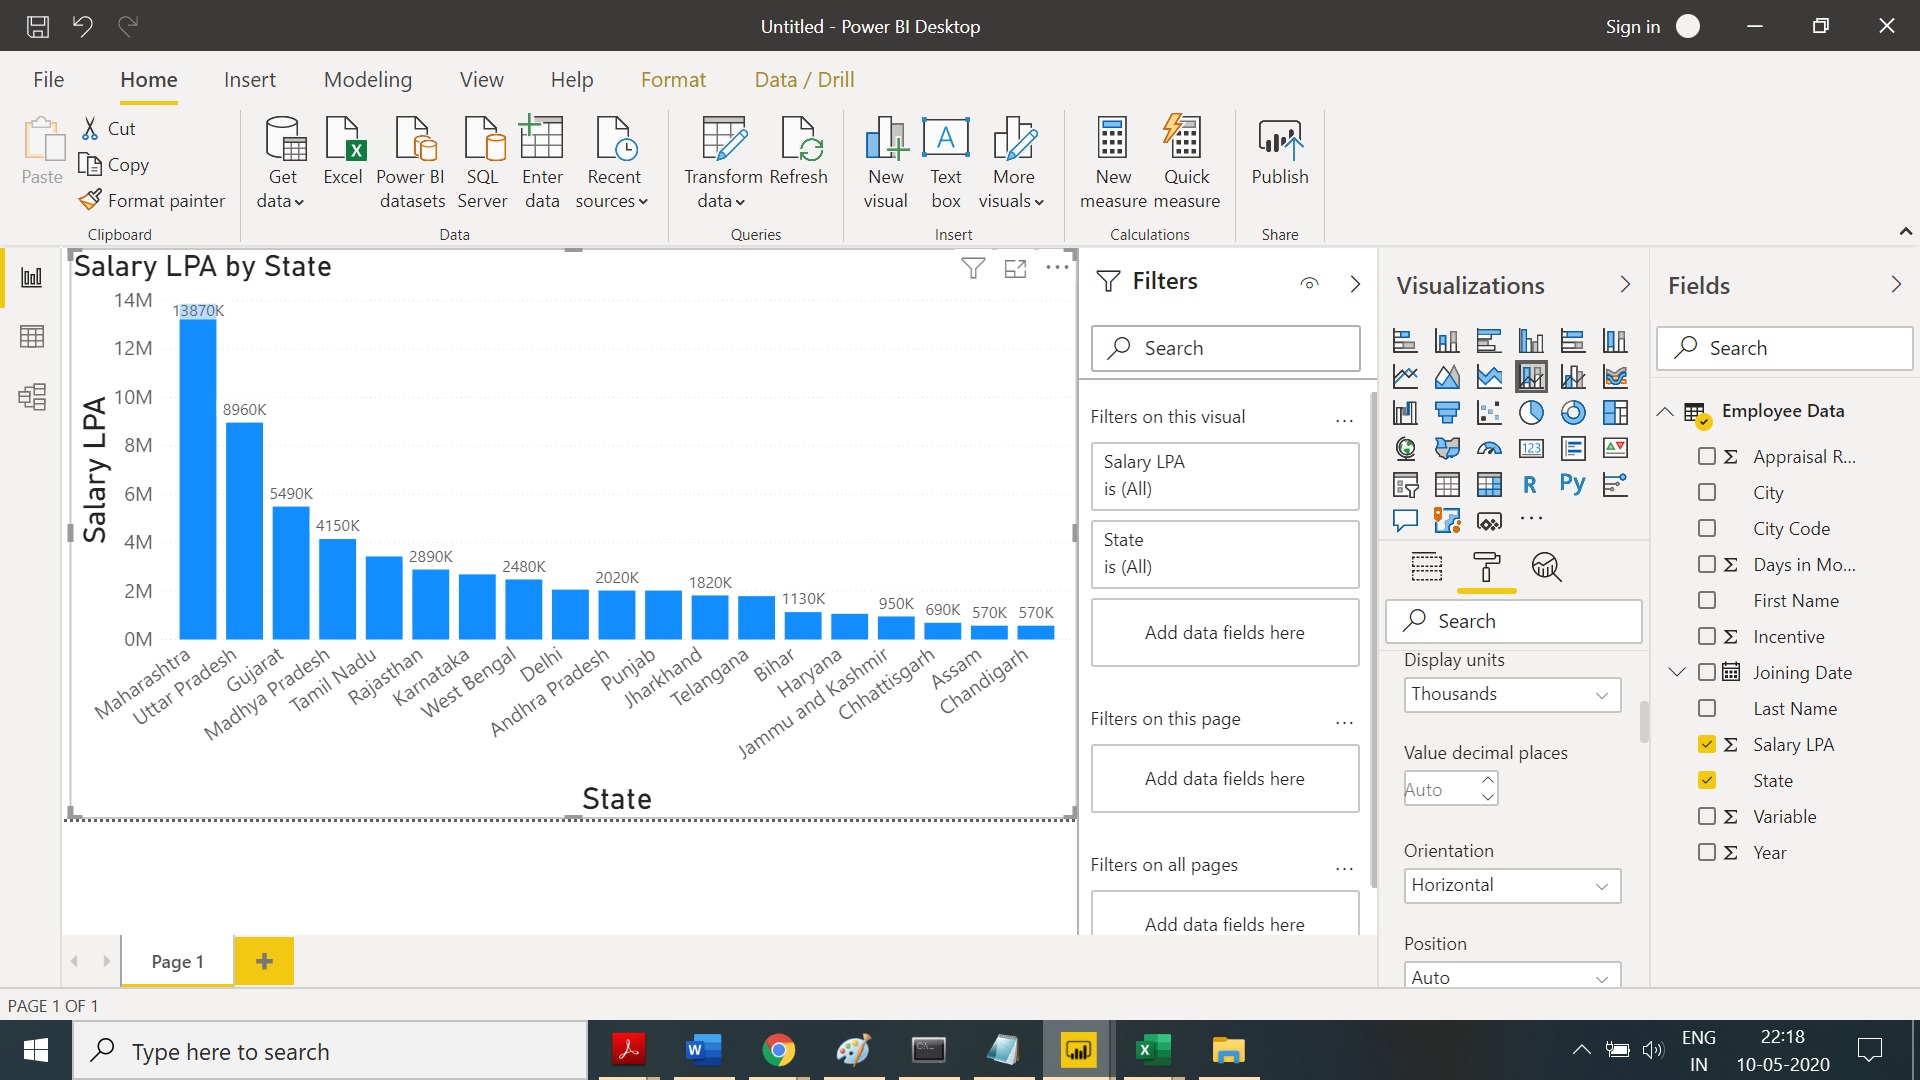 Untitled - Power BI Desktop
Sign in
File Home Insert Modeling View Help Format Data / Drill
Paste
Cut
Copy
Format painter
Clipboard
Get data
Excel
Power BI datasets
SQL Server
Enter data
Recent sources
Data
Transform data
Refresh
Queries
New visual
Text box
More visuals
Insert
New measure
Quick measure
Calculations
Publish
Share
Salary LPA by State
14M
12M
10M
8M
6M
4M
2M
0M
Salary LPA
13870K
8960K
5490K
4150K
2890K
2480K
2020K
1820K
1130K
950K
690K
570K
570K
Maharashtra
Uttar Pradesh
Gujarat
Madhya Pradesh
Tamil Nadu
Rajasthan
Karnataka
West Bengal
Delhi
Andhra Pradesh
Punjab
Jharkhand
Telangana
Bihar
Haryana
Jammu and Kashmir
Chhattisgarh
Assam
Chandigarh
State
Filters
Search
Filters on this visual ...
Salary LPA
is (All)
State
is (All)
Add data fields here
Filters on this page ...
Add data fields here
Filters on all pages ...
Add data fields here
Visualizations
123
R
Py
...
Search
Display units
Thousands
Value decimal places
Auto
Orientation
Horizontal
Position
Auto
Fields
Search
Employee Data
Σ Appraisal R...
City
City Code
Σ Days in Mo...
First Name
Σ Incentive
Joining Date
Last Name
Σ Salary LPA
State
Σ Variable
Σ Year
Page 1
PAGE 1 OF 1
Type here to search
ENG
IN
22:18
10-05-2020